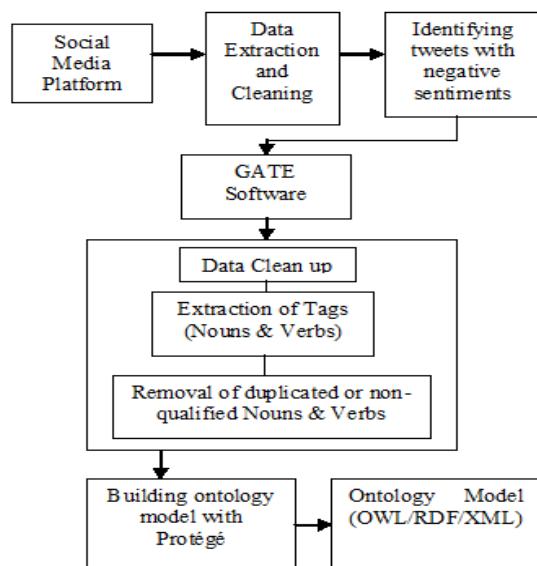 Social
Media
Platform
Data
Extraction
and
Cleaning
Identifying
tweets with
negative
sentiments
GATE
Software
Data Clean up
Extraction of Tags
(Nouns & Verbs)
Removal of duplicated or non-
qualified Nouns & Verbs
Building ontology
model with
Protégé
Ontology Model
(OWL/RDF/XML)